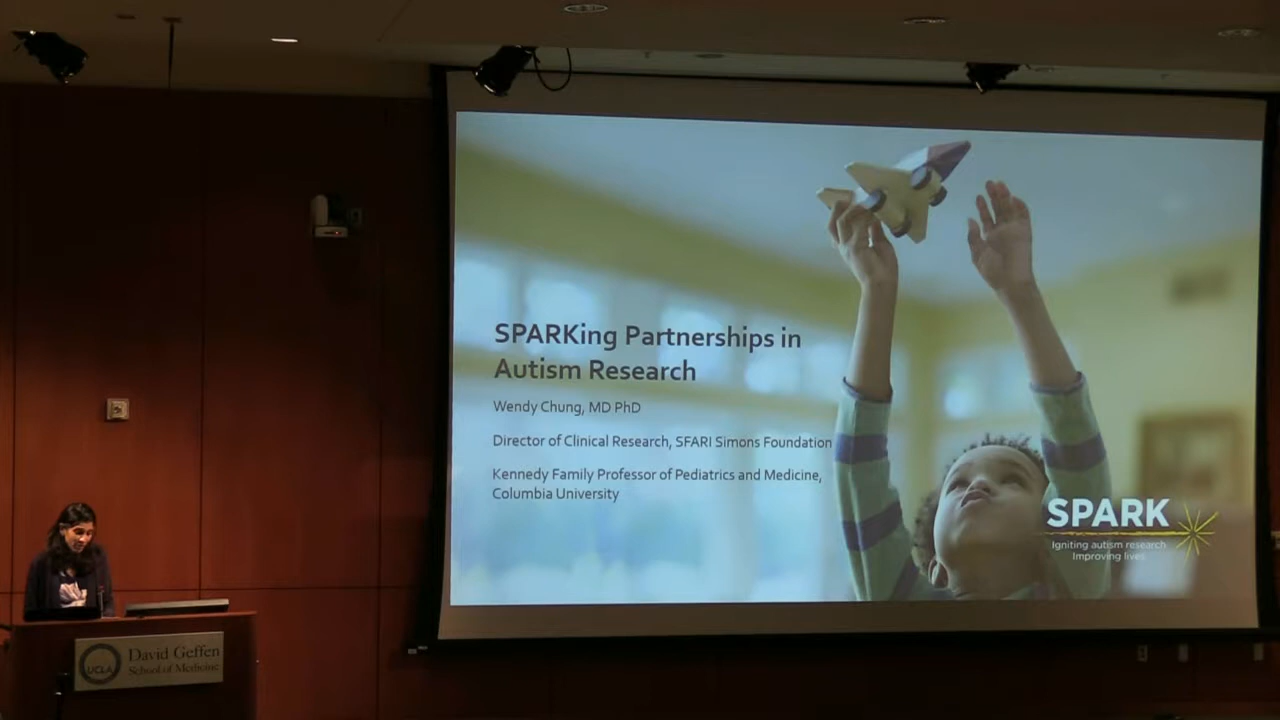 SPARKing Partnerships in
Autism Research
Wendy Chung, MD PhD
Director of Clinical Research, SFARI Simons Foundation
Kennedy Family Professor of Pediatrics and Medicine,
Columbia University
SPARK
Igniting autism research
Improving lives
UCLA
David Geffen
School of Medicine